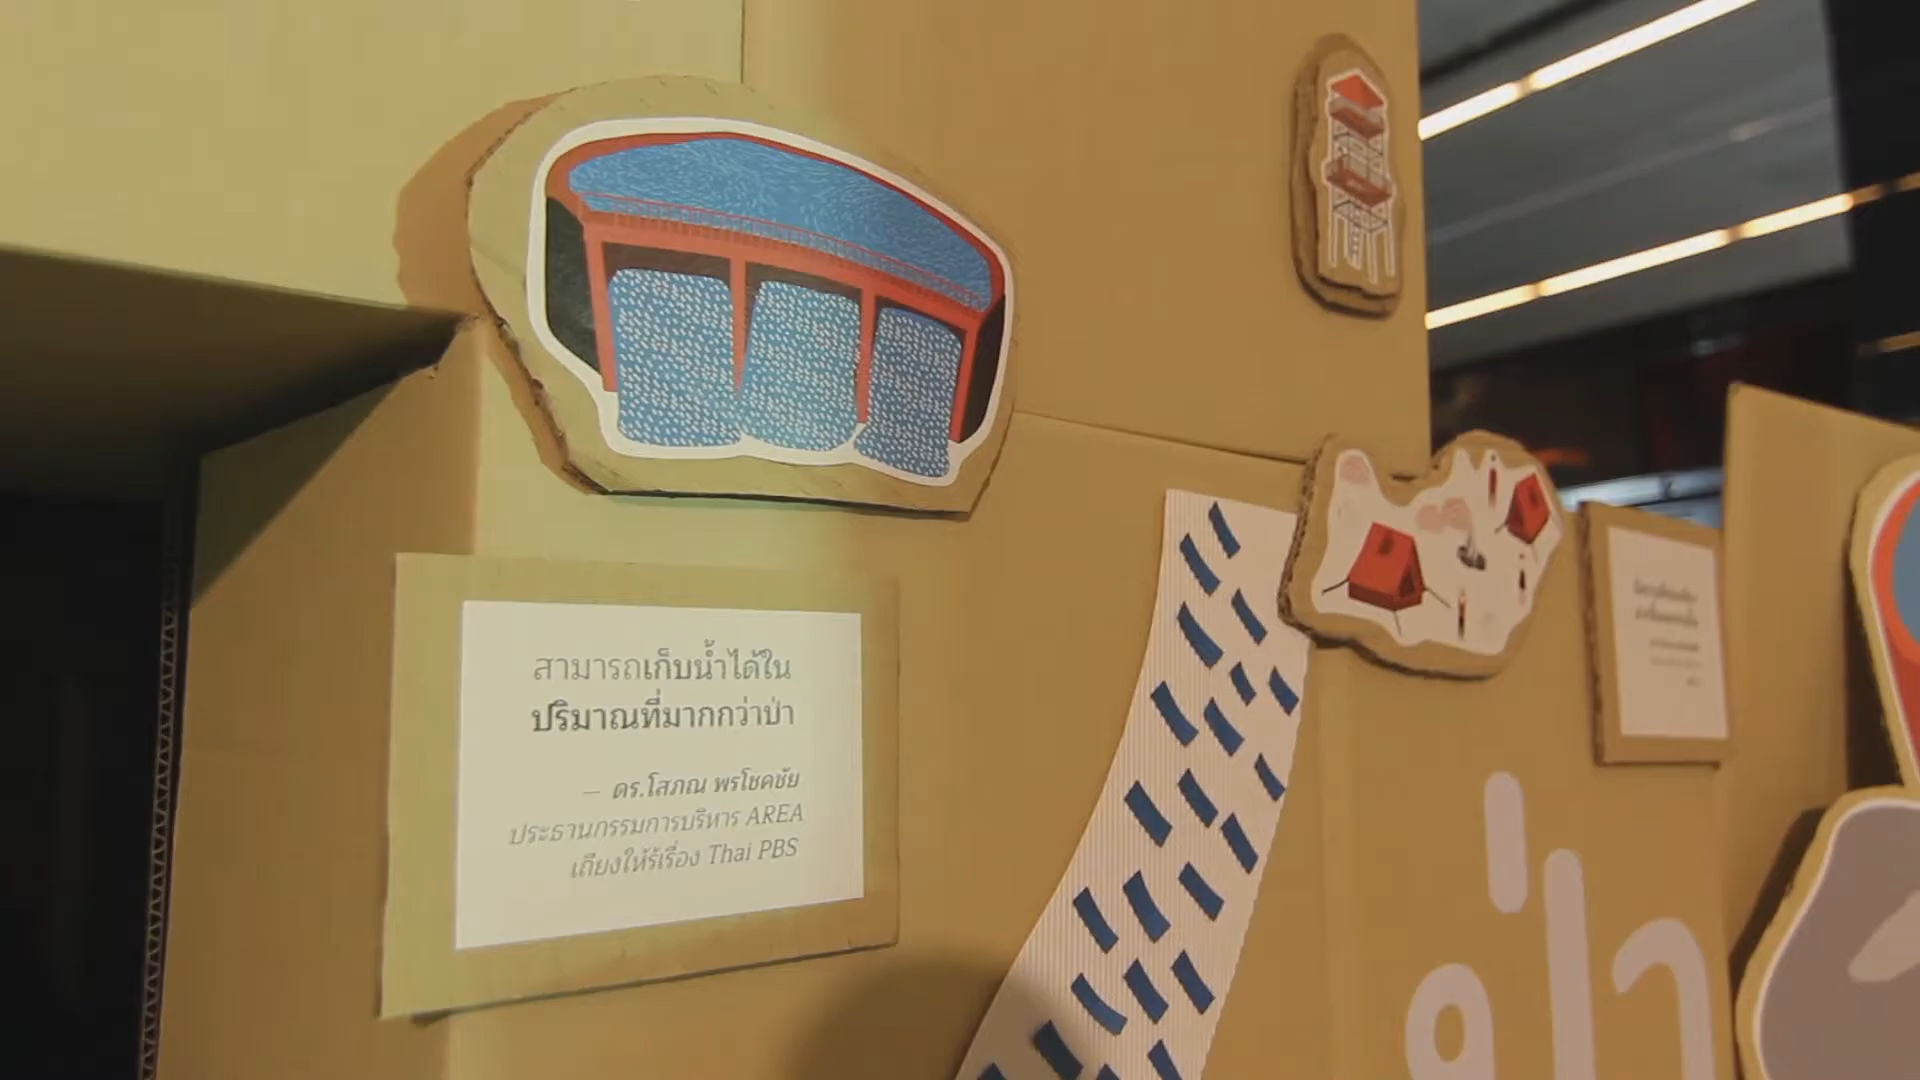 สามารถเก็บน้ำได้ใน
ปริมาณที่มากกว่าป่า
— ดร.โสภณ พรโชคชัย
ประธานกรรมการบริหาร AREA
เถียงให้รู้เรื่อง Thai PBS
ป่า